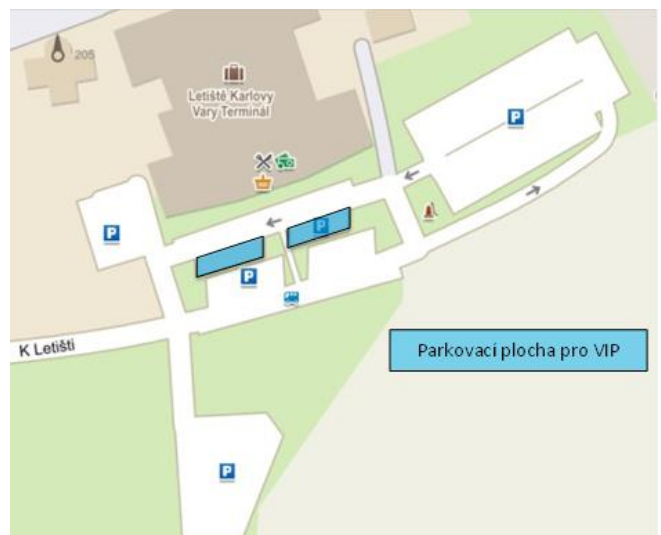 205
Letiště Karlovy
Vary Terminál
P
P
P
P
K Letišti
Parkovací plocha pro VIP
P